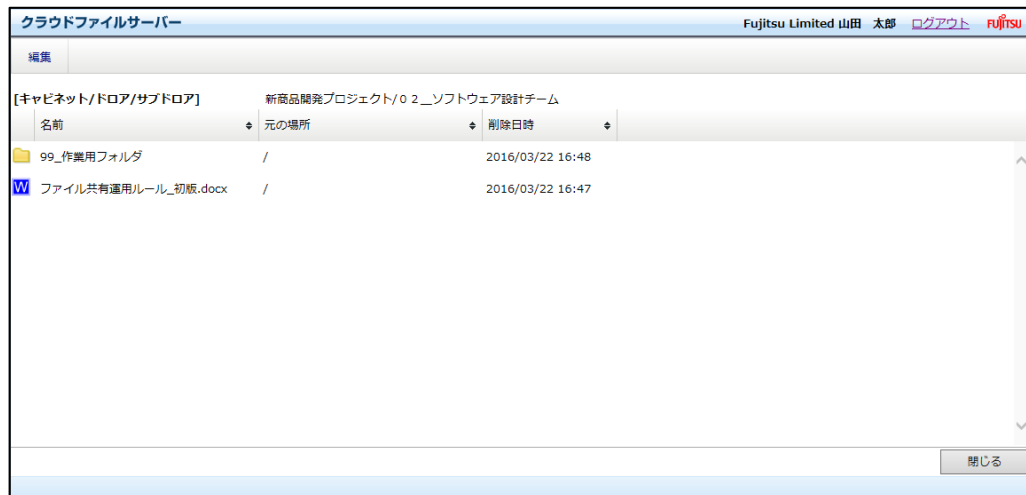 クラウドファイルサーバー Fujitsu Limited 山田 太郎 ログアウト FUJITSU
編集
[キャビネット/ドロア/サブドロア] 新商品開発プロジェクト/０２__ソフトウェア設計チーム
名前 元の場所 削除日時
99_作業用フォルダ / 2016/03/22 16:48
W ファイル共有運用ルール_初版.docx / 2016/03/22 16:47
閉じる